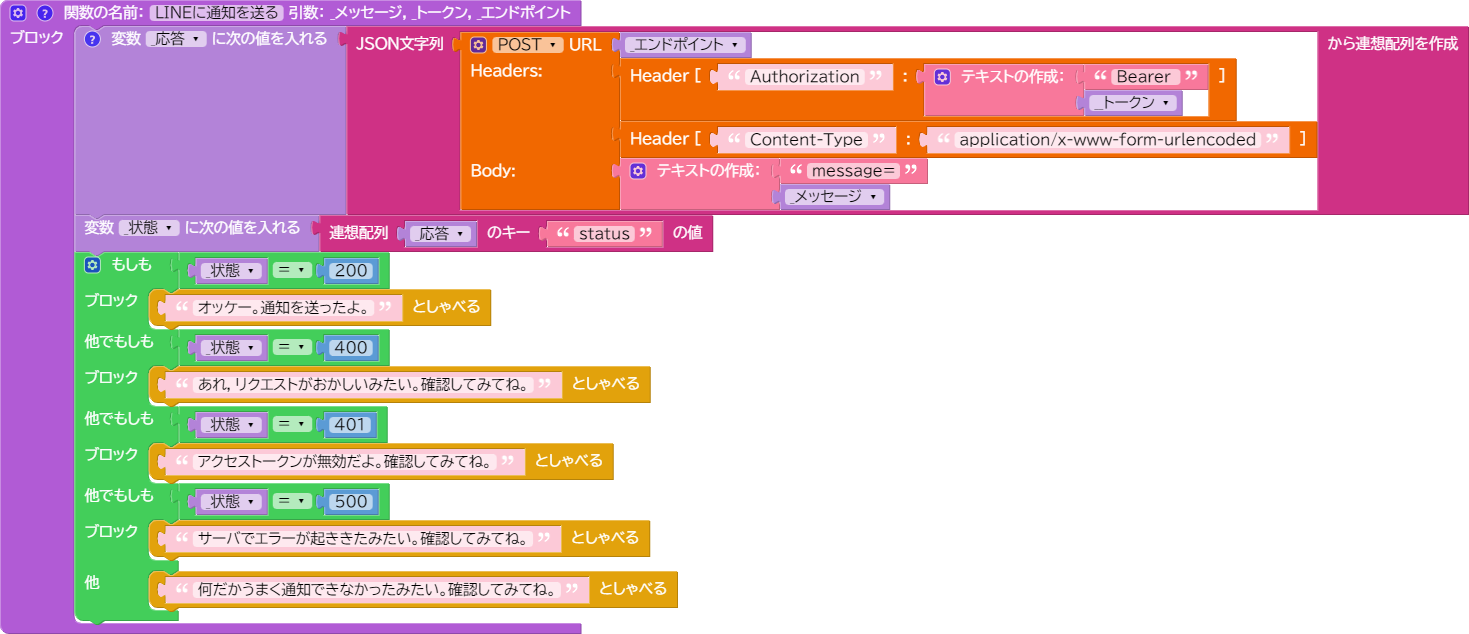 関数の名前: LINEに通知を送る 引数: _メッセージ, _トークン, _エンドポイント
ブロック 変数 _応答 に次の値を入れる JSON文字列 POST URL _エンドポイント から連想配列を作成
Headers: Header [ “ Authorization ” : テキストの作成: “ Bearer ” ]
_トークン
Header [ “ Content-Type ” : “ application/x-www-form-urlencoded ” ]
Body: テキストの作成: “ message= ”
_メッセージ
変数 _状態 に次の値を入れる 連想配列 _応答 のキー “ status ” の値
もしも _状態 = 200
ブロック “ オッケー。通知を送ったよ。 ” としゃべる
他でもしも _状態 = 400
ブロック “ あれ，リクエストがおかしいみたい。確認してみてね。 ” としゃべる
他でもしも _状態 = 401
ブロック “ アクセストークンが無効だよ。確認してみてね。 ” としゃべる
他でもしも _状態 = 500
ブロック “ サーバでエラーが起ききたみたい。確認してみてね。 ” としゃべる
他 “ 何だかうまく通知できなかったみたい。確認してみてね。 ” としゃべる